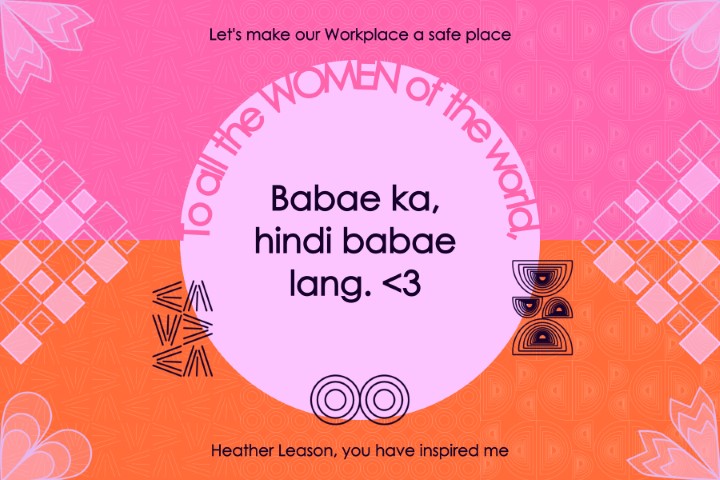 Let's make our Workplace a safe place
To all the WOMEN of the world,
Babae ka,
hindi babae
lang. <3
Heather Leason, you have inspired me